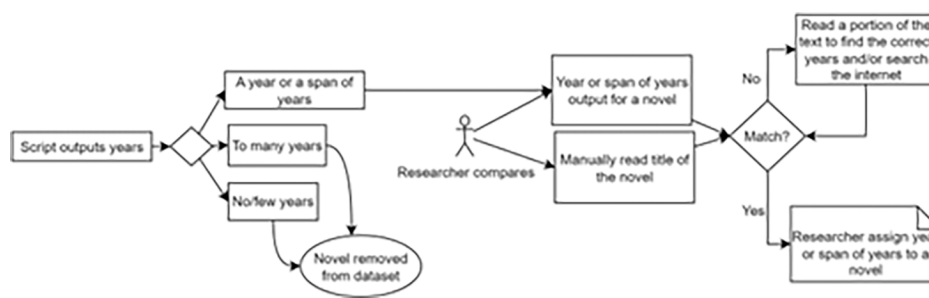 Script outputs years
A year or a span of
years
To many years
No/few years
Novel removed
from dataset
Researcher compares
Year or span of years
output for a novel
Manually read title of
the novel
Match?
No
Yes
Read a portion of the
text to find the correc
years and/or search
the internet
Researcher assign yea
or span of years to a
novel